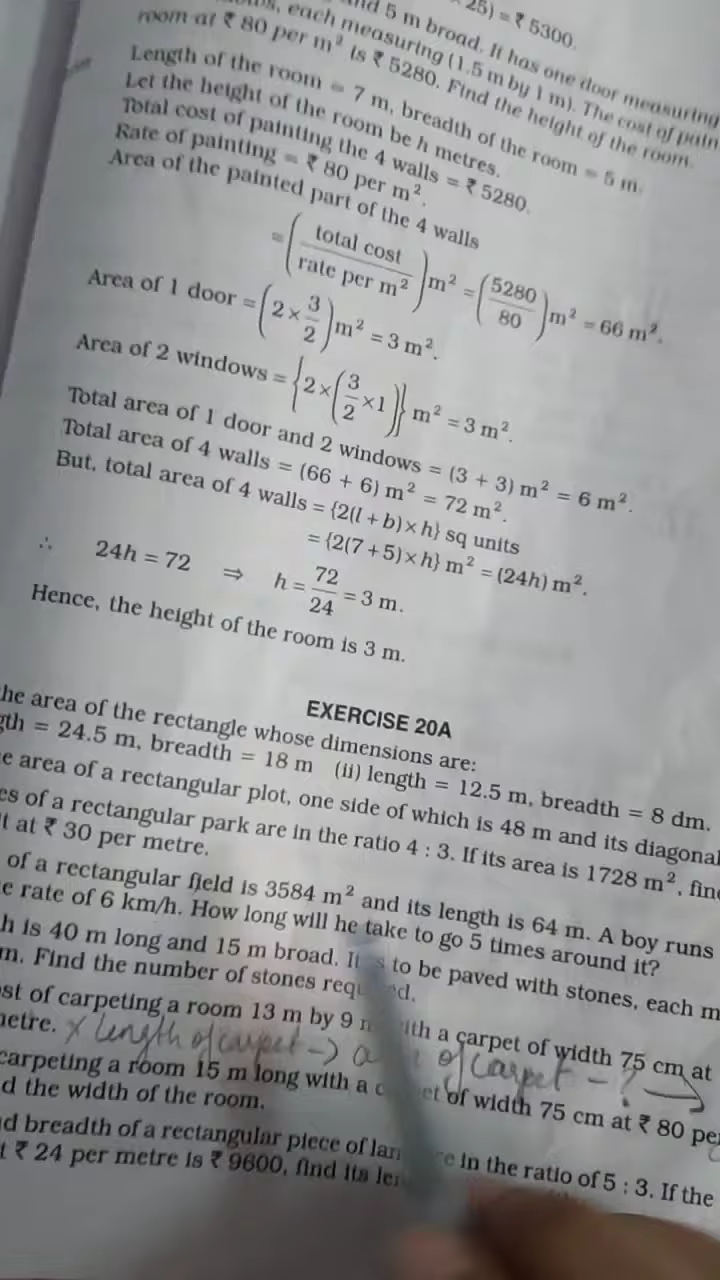 25) = ₹ 5300.
and 5 m broad. It has one door measuring
each measuring (1.5 m by 1 m). The cost of pain
room at ₹ 80 per m² is ₹ 5280. Find the height of the room.
Length of the room = 7 m, breadth of the room = 5 m.
Let the height of the room be h metres.
Total cost of painting the 4 walls = ₹ 5280.
Rate of painting = ₹ 80 per m².
Area of the painted part of the 4 walls
= (total cost / rate per m²) m² = (5280 / 80) m² = 66 m².
Area of 1 door = (2 × 3/2) m² = 3 m².
Area of 2 windows = {2×(3/2 ×1)} m² = 3 m².
Total area of 1 door and 2 windows = (3 + 3) m² = 6 m².
Total area of 4 walls = (66 + 6) m² = 72 m².
But, total area of 4 walls = {2(l + b) × h} sq units
= {2(7 + 5) × h} m² = (24h) m².
∴ 24h = 72 ⇒ h = 72/24 = 3 m.
Hence, the height of the room is 3 m.
EXERCISE 20A
he area of the rectangle whose dimensions are:
gth = 24.5 m, breadth = 18 m (ii) length = 12.5 m, breadth = 8 dm.
e area of a rectangular plot, one side of which is 48 m and its diagonal
es of a rectangular park are in the ratio 4 : 3. If its area is 1728 m², find
t at ₹ 30 per metre.
of a rectangular field is 3584 m² and its length is 64 m. A boy runs
e rate of 6 km/h. How long will he take to go 5 times around it?
h is 40 m long and 15 m broad. It s to be paved with stones, each m
m. Find the number of stones requ ed.
ost of carpeting a room 13 m by 9 m ith a carpet of width 75 cm at
metre. × length of carpet → a of carpet - ? →
carpeting a room 15 m long with a c et of width 75 cm at ₹ 80 per
d the width of the room.
d breadth of a rectangular piece of lan re in the ratio of 5 : 3. If the
t ₹ 24 per metre is ₹ 9600, find its len